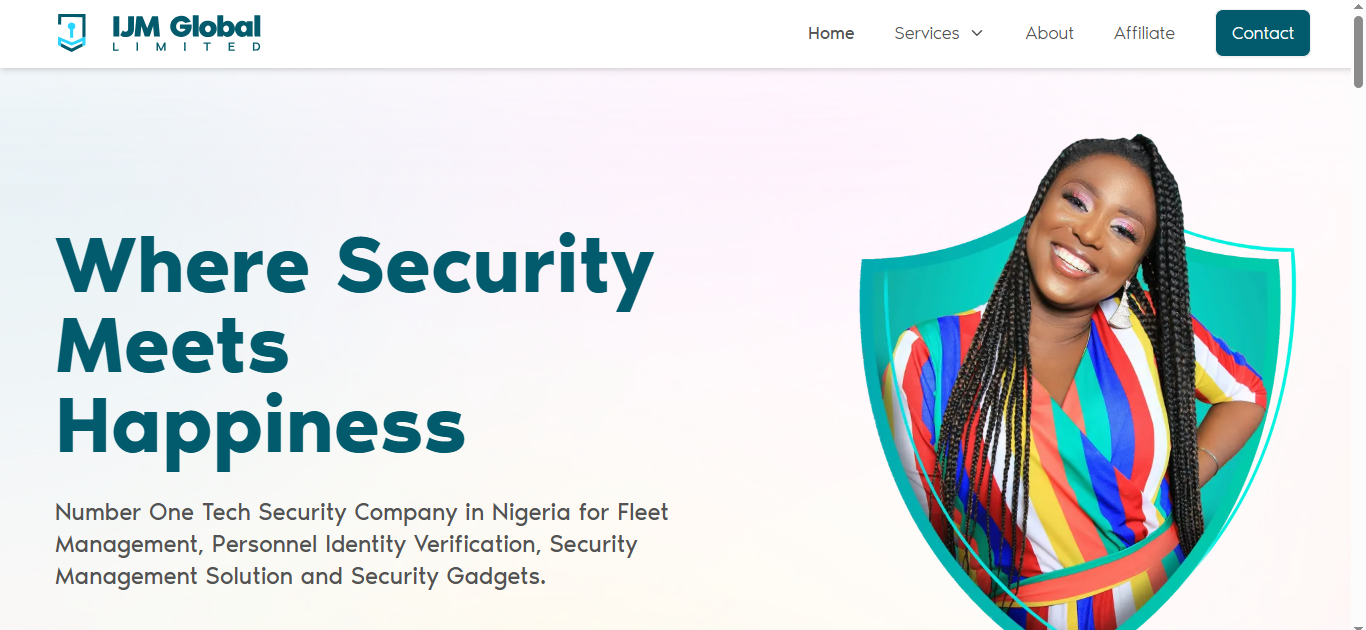 IJM Global
LIMITED
Home
Services
About
Affiliate
Contact
Where Security
Meets
Happiness
Number One Tech Security Company in Nigeria for Fleet
Management, Personnel Identity Verification, Security
Management Solution and Security Gadgets.